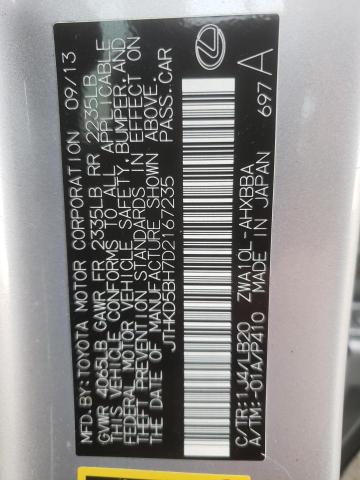 MFD.BY:TOYOTA MOTOR CORPORATION 09/13
GVWR 4065LB GAWR FR 2335LB RR 2235LB
THIS VEHICLE CONFORMS TO ALL APPLICABLE
FEDERAL MOTOR VEHICLE SAFETY, BUMPER, AND
THEFT PREVENTION STANDARDS IN EFFECT ON
THE DATE OF MANUFACTURE SHOWN ABOVE.
JTHKD5BH7D2167235 PASS.CAR
C/TR:1J4/LB20 ZWA10L-AHXBBA
A/TM:-01A/P410 MADE IN JAPAN 697 A